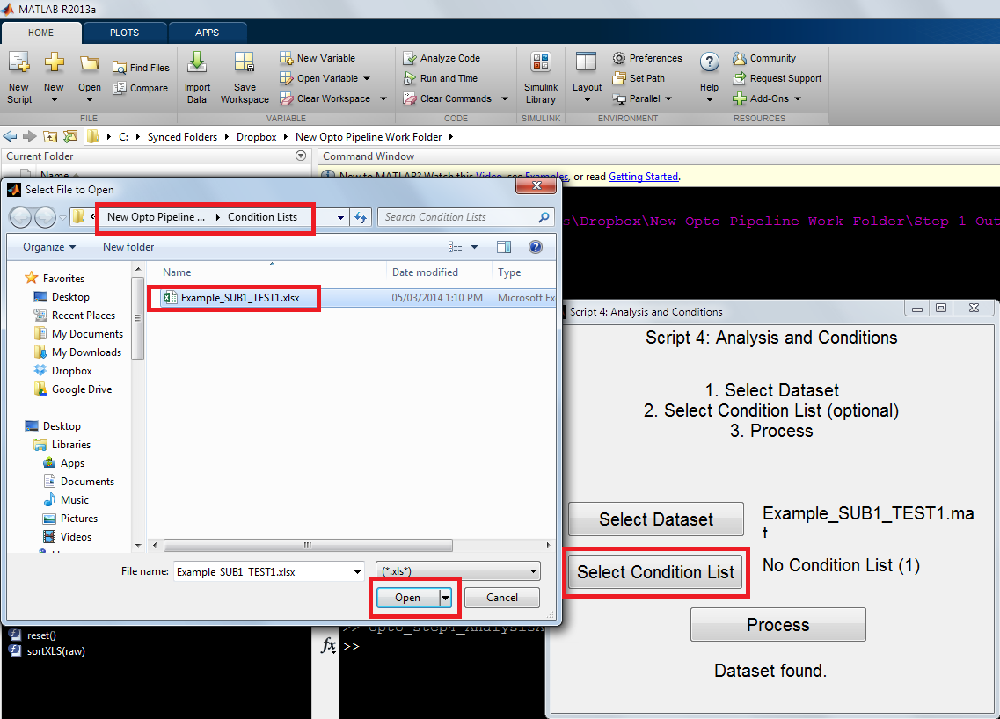 MATLAB R2013a
HOME PLOTS APPS
New Script
New
Open
Find Files
Compare
FILE
Import Data
Save Workspace
New Variable
Open Variable
Clear Workspace
VARIABLE
Analyze Code
Run and Time
Clear Commands
CODE
Simulink Library
SIMULINK
Layout
Preferences
Set Path
Parallel
ENVIRONMENT
Help
Community
Request Support
Add-Ons
RESOURCES
C: Synced Folders Dropbox New Opto Pipeline Work Folder
Current Folder
Name
Command Window
New to MATLAB? Watch this Video, see Examples, or read Getting Started.
s\Dropbox\New Opto Pipeline Work Folder\Step 1 Out
Select File to Open
« New Opto Pipeline ... Condition Lists
Search Condition Lists
Organize New folder
Name Date modified Type
Example_SUB1_TEST1.xlsx 05/03/2014 1:10 PM Microsoft Ex
Favorites
Desktop
Recent Places
My Documents
My Downloads
Dropbox
Google Drive
Desktop
Libraries
Apps
Documents
Music
Pictures
Videos
File name: Example_SUB1_TEST1.xlsx (*.xls*)
Open Cancel
Script 4: Analysis and Conditions
Script 4: Analysis and Conditions
1. Select Dataset
2. Select Condition List (optional)
3. Process
Select Dataset
Example_SUB1_TEST1.ma
t
Select Condition List
No Condition List (1)
Process
Dataset found.
reset()
sortXLS(raw)
>> opto_step4_AnalysisA
fx >>